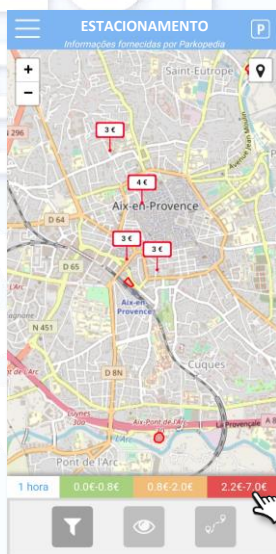 ESTACIONAMENTO
P
Informações fornecidas por Parkopedia
+
-
Saint-Eutrope
296
3 €
4 €
Aix-en-Provence
D 64
3 €
3 €
D 65
Aix-en
Provence
N 451
D 8N
Cuques
Pont de l'Arc
La Provençale
1 hora 0.0€-0.8€ 0.8€-2.0€ 2.2€-7.0€